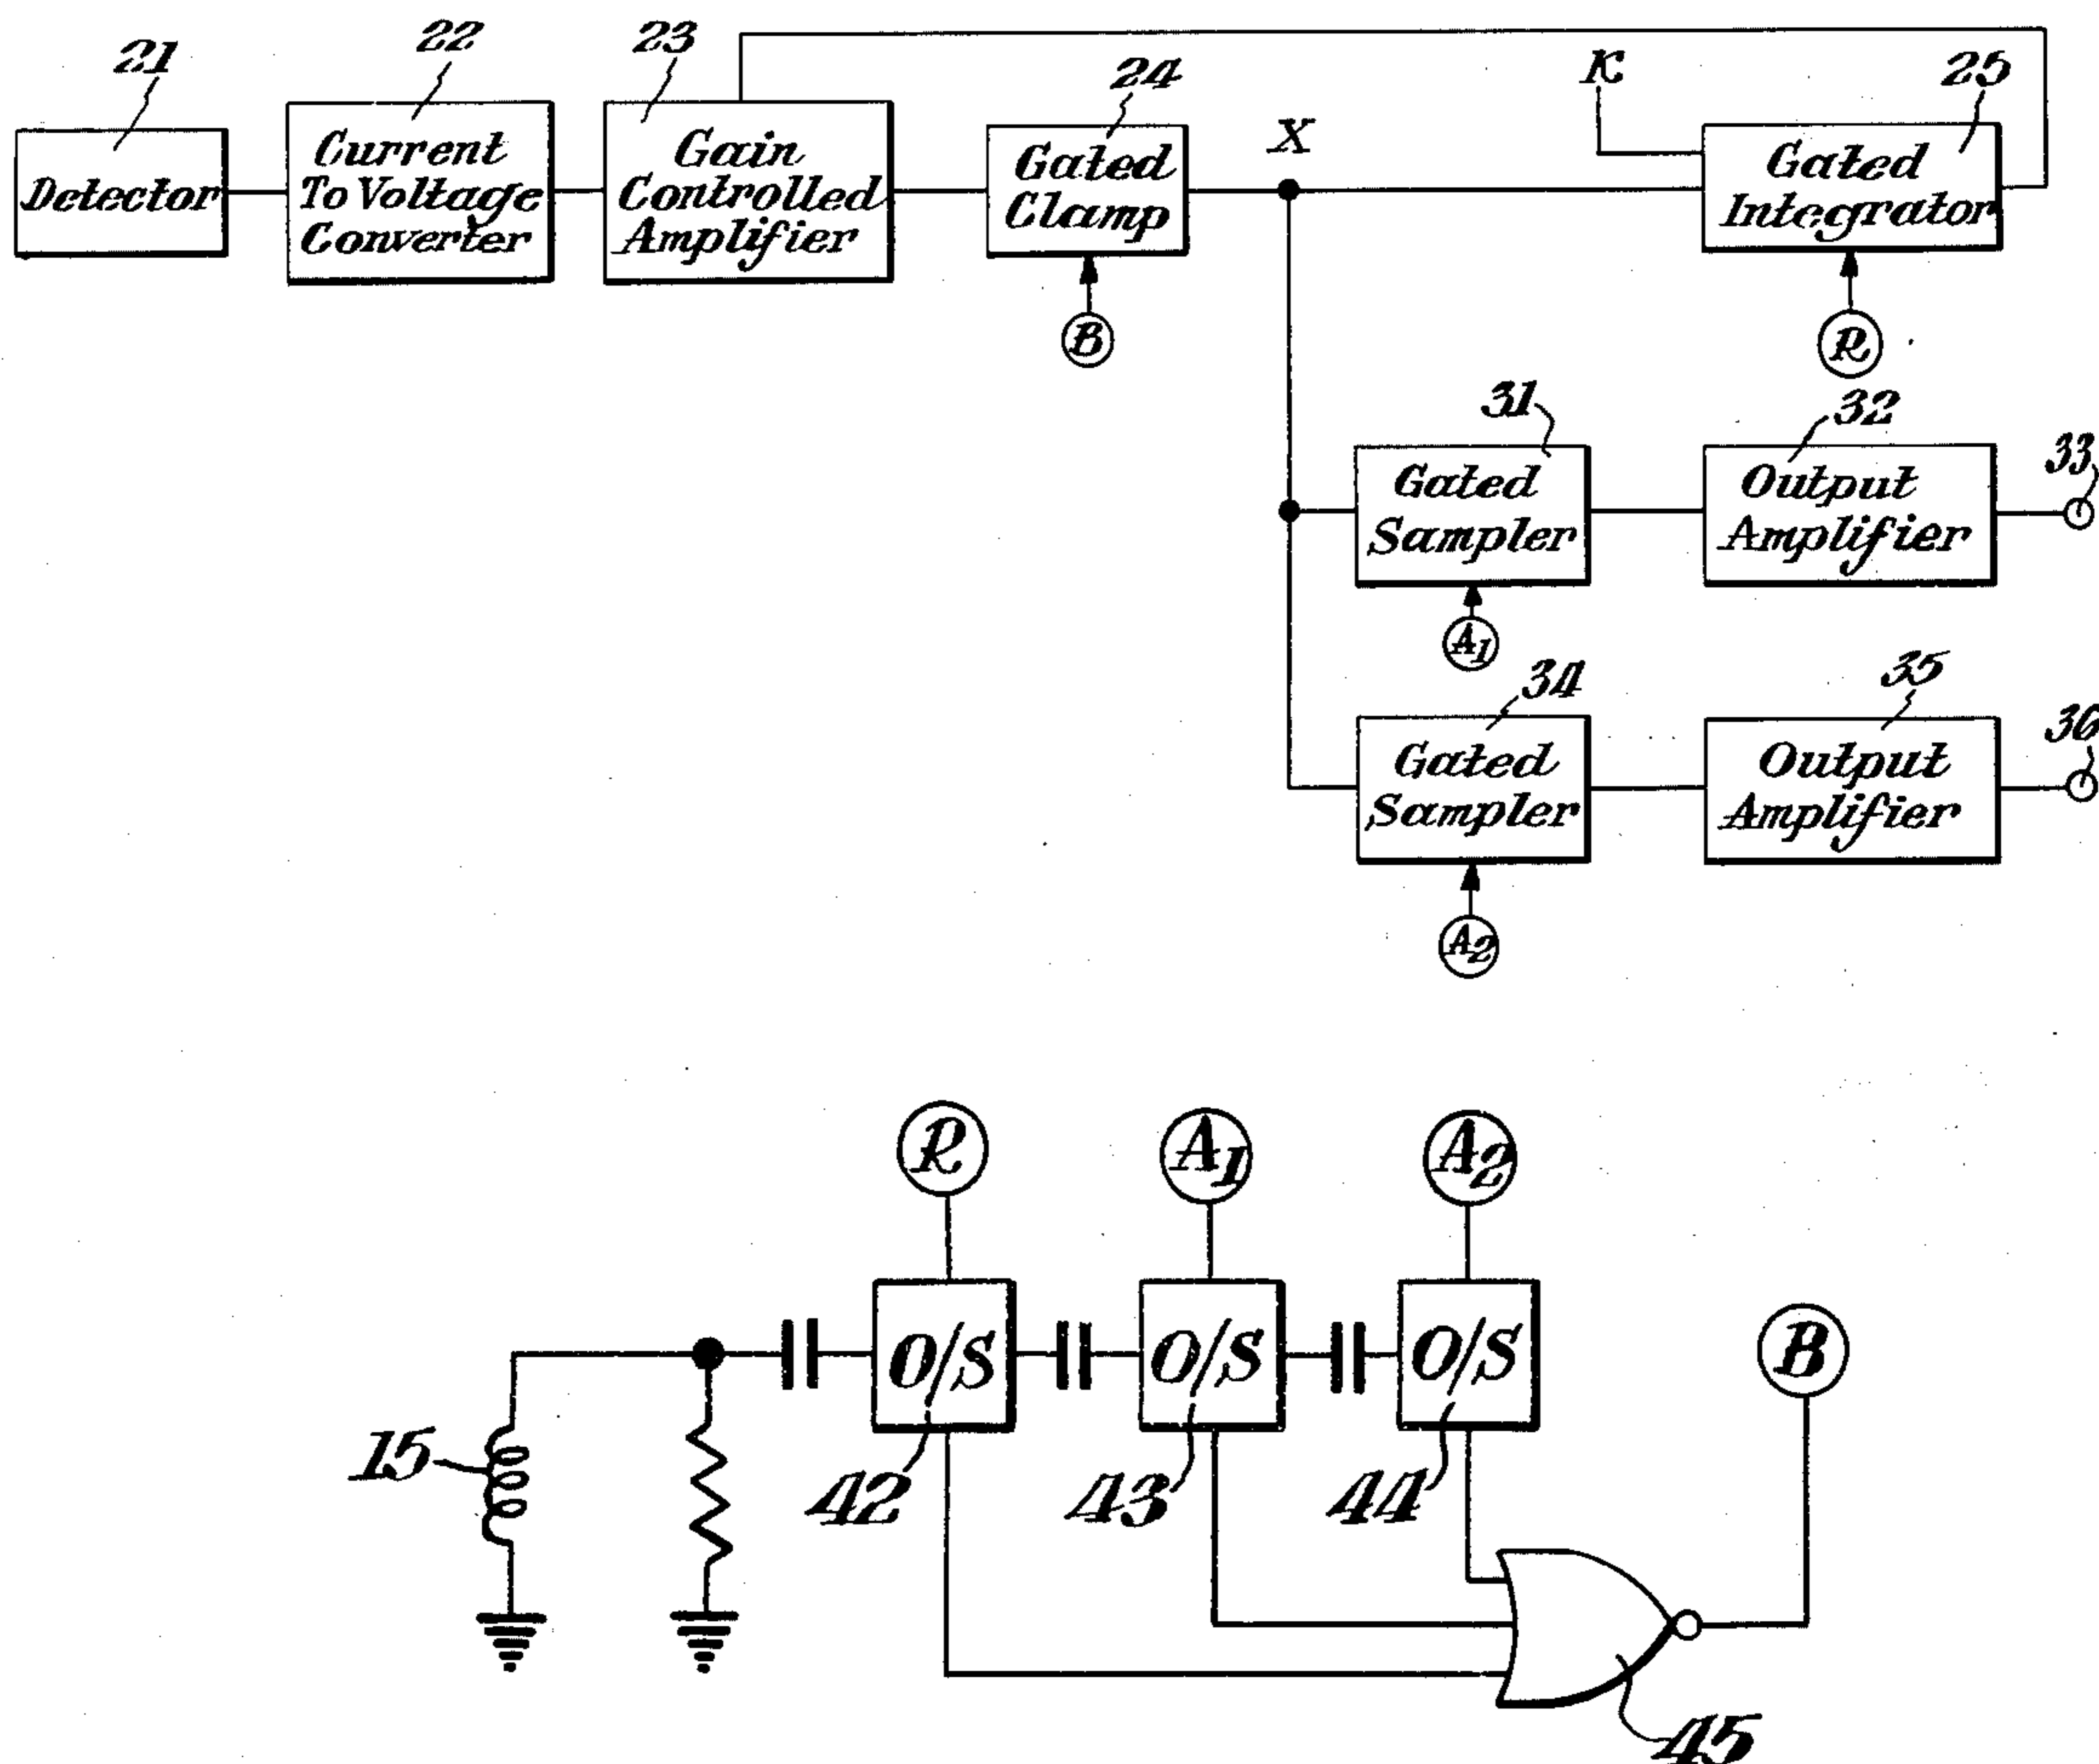 21
22
23
24
K
25
X
Detector
Current
To Voltage
Converter
Gain
Controlled
Amplifier
Gated
Clamp
Gated
Integrator
B
R
31
32
33
Gated
Sampler
Output
Amplifier
A1
34
35
36
Gated
Sampler
Output
Amplifier
A2
R
A1
A2
B
O/S
O/S
O/S
15
42
43
44
45